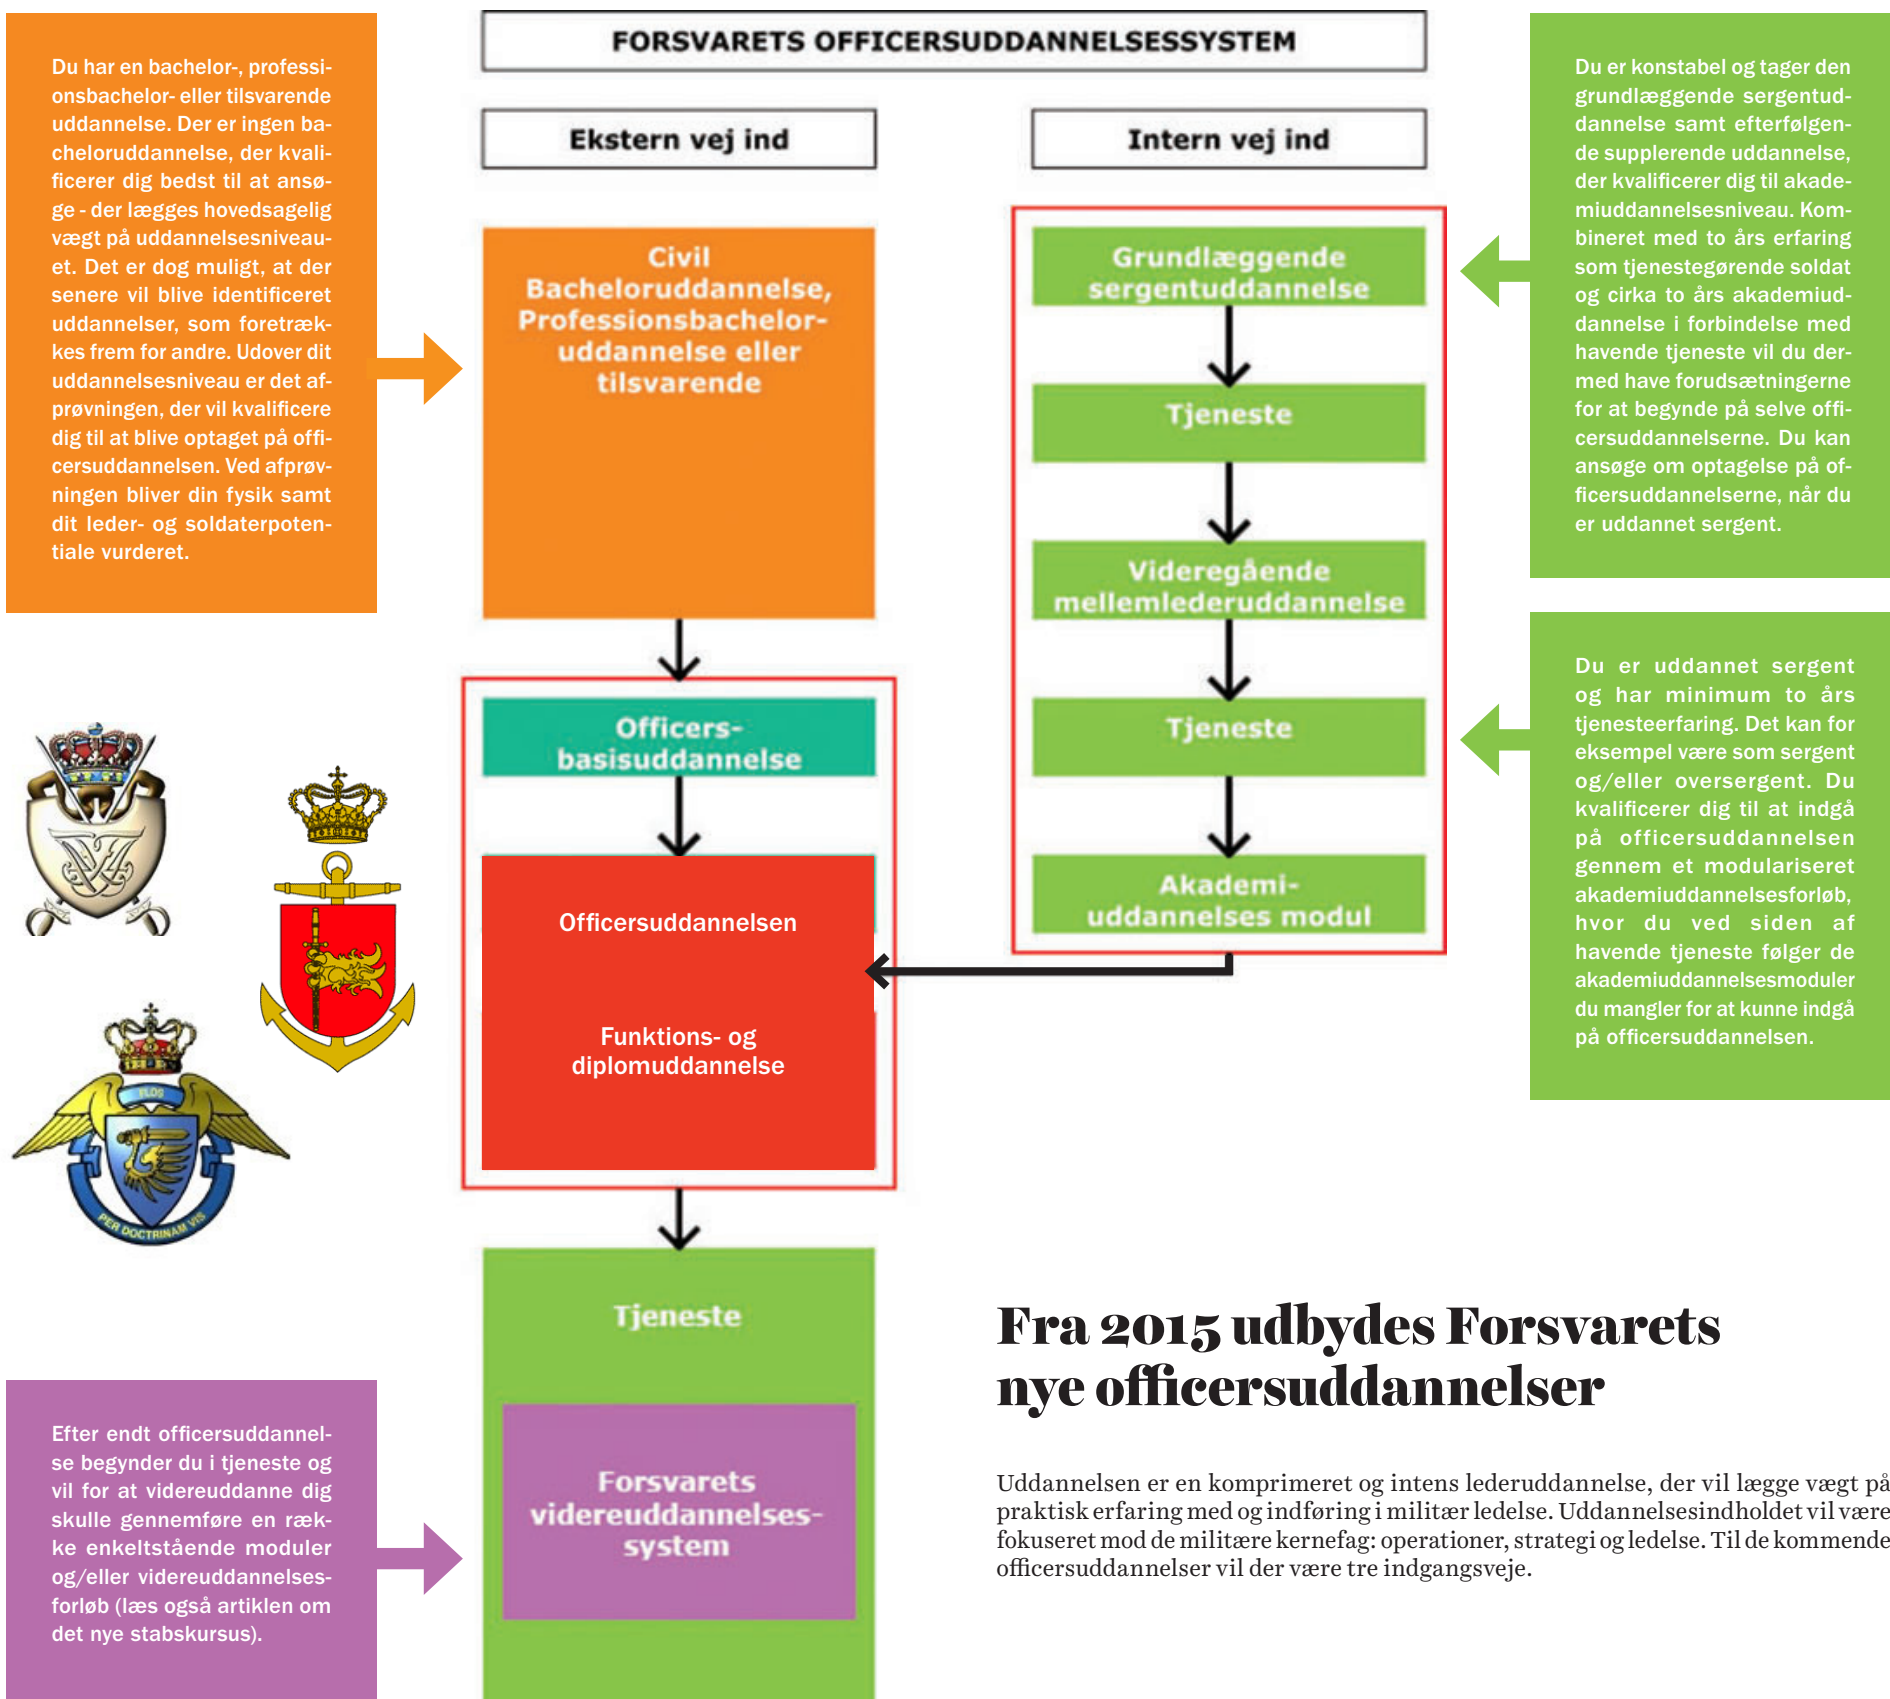 FORSVARETS OFFICERSUDDANNELSESSYSTEM
Du har en bachelor-, professi-
onsbachelor- eller tilsvarende
uddannelse. Der er ingen ba-
cheloruddannelse, der kvali-
ficerer dig bedst til at ansø-
ge - der lægges hovedsagelig
vægt på uddannelsesniveau-
et. Det er dog muligt, at der
senere vil blive identificeret
uddannelser, som foretræk-
kes frem for andre. Udover dit
uddannelsesniveau er det af-
prøvningen, der vil kvalificere
dig til at blive optaget på offi-
cersuddannelsen. Ved afprøv-
ningen bliver din fysik samt
dit leder- og soldaterpoten-
tiale vurderet.
Ekstern vej ind
Civil
Bacheloruddannelse,
Professionsbachelor-
uddannelse eller
tilsvarende
Officers-
basisuddannelse
Officersuddannelsen
Funktions- og
diplomuddannelse
Tjeneste
Forsvarets
videreuddannelses-
system
Intern vej ind
Grundlæggende
sergentuddannelse
Tjeneste
Videregående
mellemlederuddannelse
Tjeneste
Akademi-
uddannelses modul
Du er konstabel og tager den
grundlæggende sergentud-
dannelse samt efterfølgen-
de supplerende uddannelse,
der kvalificerer dig til akade-
miuddannelsesniveau. Kom-
bineret med to års erfaring
som tjenestegørende soldat
og cirka to års akademiud-
dannelse i forbindelse med
havende tjeneste vil du der-
med have forudsætningerne
for at begynde på selve offi-
cersuddannelserne. Du kan
ansøge om optagelse på of-
ficersuddannelserne, når du
er uddannet sergent.
Du er uddannet sergent
og har minimum to års
tjenesteerfaring. Det kan for
eksempel være som sergent
og/eller oversergent. Du
kvalificerer dig til at indgå
på officersuddannelsen
gennem et modulariseret
akademiuddannelsesforløb,
hvor du ved siden af
havende tjeneste følger de
akademiuddannelsesmoduler
du mangler for at kunne indgå
på officersuddannelsen.
FLOS
PER DOCTRINAM VIS
Efter endt officersuddannel-
se begynder du i tjeneste og
vil for at videreuddanne dig
skulle gennemføre en ræk-
ke enkeltstående moduler
og/eller videreuddannelses-
forløb (læs også artiklen om
det nye stabskursus).
Fra 2015 udbydes Forsvarets
nye officersuddannelser
Uddannelsen er en komprimeret og intens lederuddannelse, der vil lægge vægt på
praktisk erfaring med og indføring i militær ledelse. Uddannelsesindholdet vil være
fokuseret mod de militære kernefag: operationer, strategi og ledelse. Til de kommende
officersuddannelser vil der være tre indgangsveje.